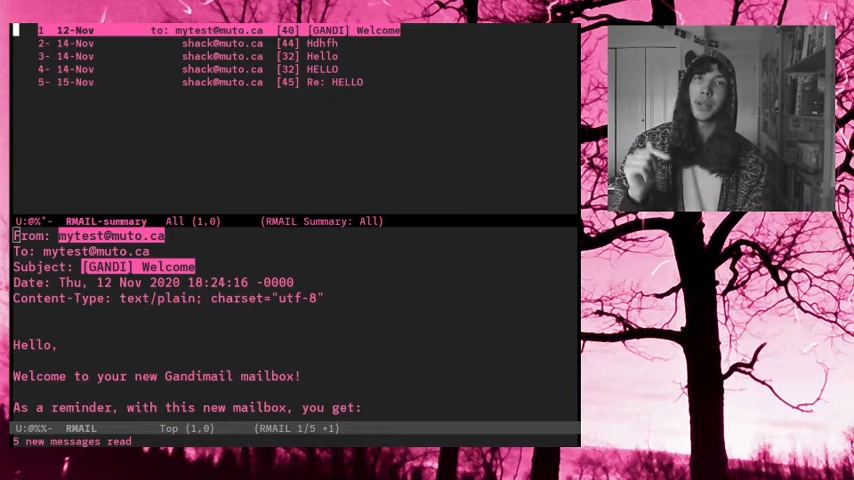 1 12-Nov to: mytest@muto.ca [40] [GANDI] Welcome
2- 14-Nov shack@muto.ca [44] Hdhfh
3- 14-Nov shack@muto.ca [32] Hello
4- 14-Nov shack@muto.ca [32] HELLO
5- 15-Nov shack@muto.ca [45] Re: HELLO
U:@%*- RMAIL-summary All (1,0) (RMAIL Summary: All)
From: mytest@muto.ca
To: mytest@muto.ca
Subject: [GANDI] Welcome
Date: Thu, 12 Nov 2020 18:24:16 -0000
Content-Type: text/plain; charset="utf-8"
Hello,
Welcome to your new Gandimail mailbox!
As a reminder, with this new mailbox, you get:
U:@%%- RMAIL Top (1,0) (RMAIL 1/5 +1)
5 new messages read